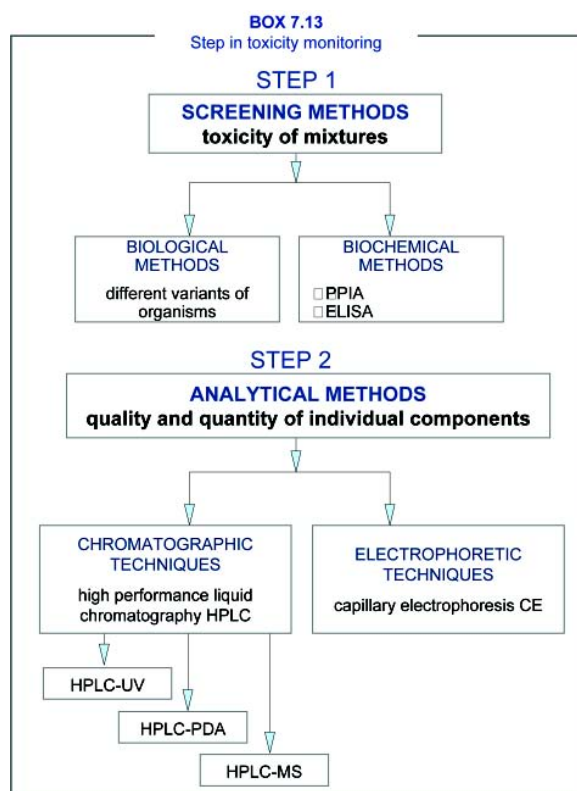 BOX 7.13
Step in toxicity monitoring
STEP 1
SCREENING METHODS
toxicity of mixtures
BIOLOGICAL
METHODS
different variants of
organisms
BIOCHEMICAL
METHODS
PPIA
ELISA
STEP 2
ANALYTICAL METHODS
quality and quantity of individual components
CHROMATOGRAPHIC
TECHNIQUES
high performance liquid
chromatography HPLC
ELECTROPHORETIC
TECHNIQUES
capillary electrophoresis CE
HPLC-UV
HPLC-PDA
HPLC-MS